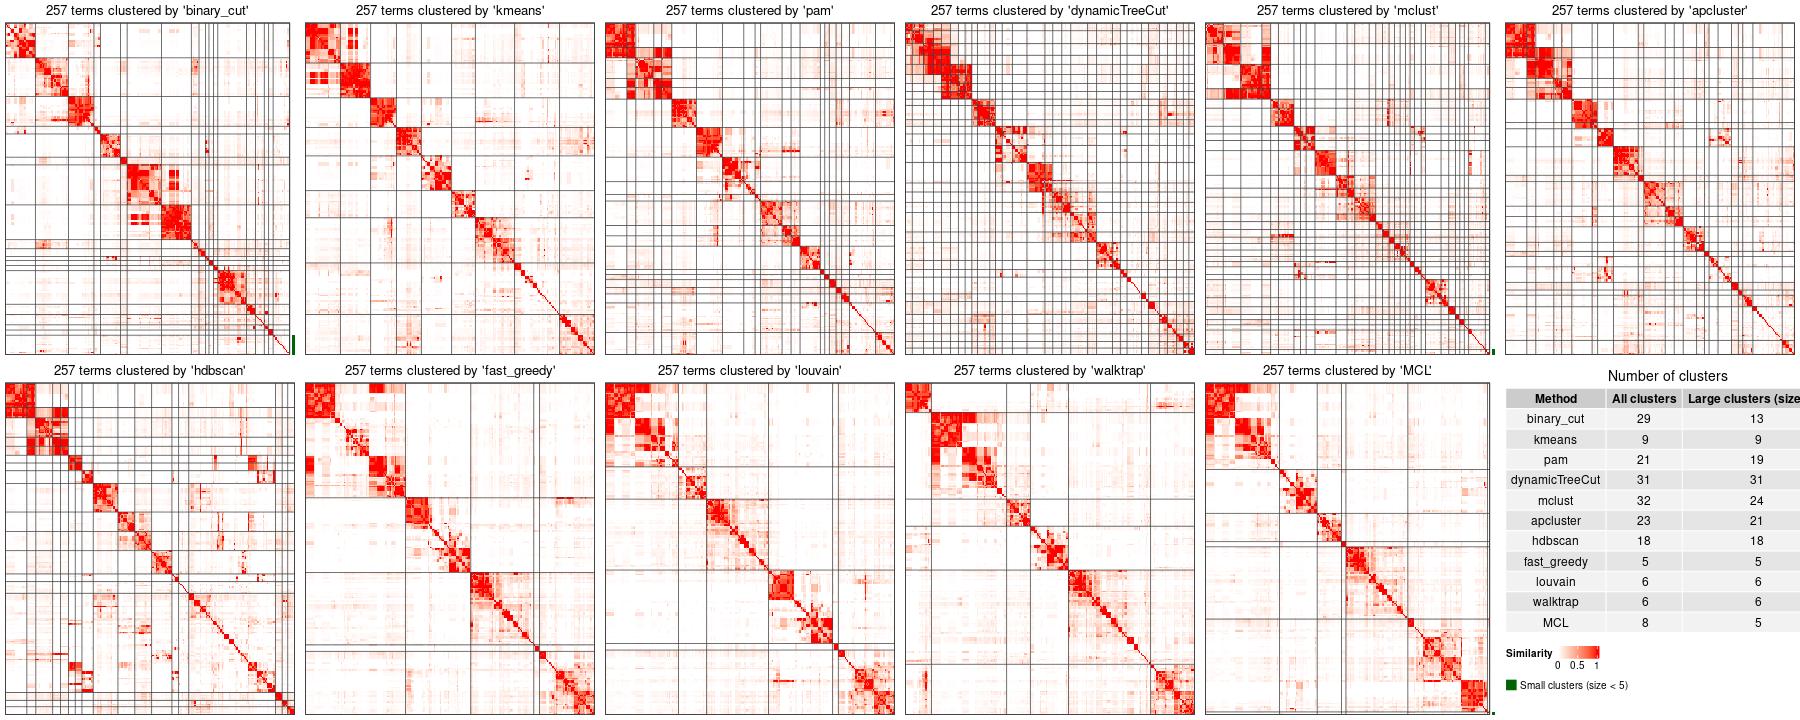 257 terms clustered by 'binary_cut'
257 terms clustered by 'kmeans'
257 terms clustered by 'pam'
257 terms clustered by 'dynamicTreeCut'
257 terms clustered by 'mclust'
257 terms clustered by 'apcluster'
257 terms clustered by 'hdbscan'
257 terms clustered by 'fast_greedy'
257 terms clustered by 'louvain'
257 terms clustered by 'walktrap'
257 terms clustered by 'MCL'
Number of clusters
Method All clusters Large clusters (size
binary_cut 29 13
kmeans 9 9
pam 21 19
dynamicTreeCut 31 31
mclust 32 24
apcluster 23 21
hdbscan 18 18
fast_greedy 5 5
louvain 6 6
walktrap 6 6
MCL 8 5
Similarity
0 0.5 1
Small clusters (size < 5)